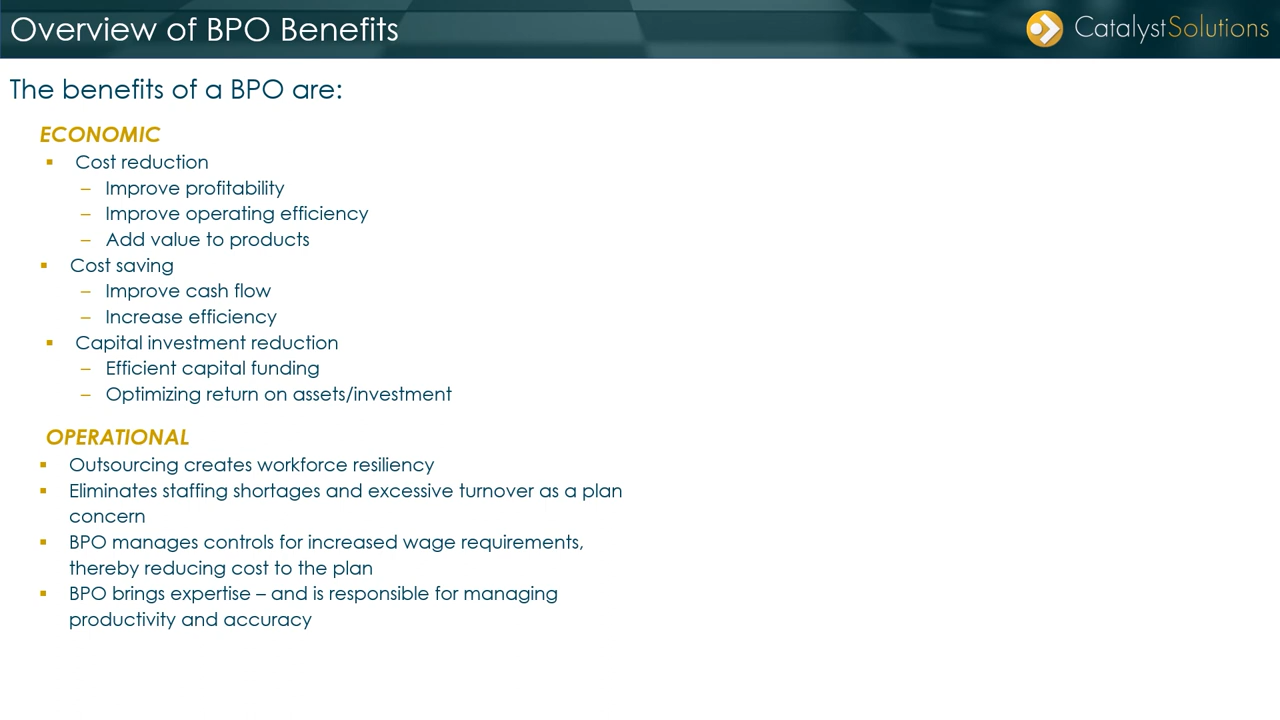 Overview of BPO Benefits
CatalystSolutions
The benefits of a BPO are:
ECONOMIC
▪ Cost reduction
– Improve profitability
– Improve operating efficiency
– Add value to products
▪ Cost saving
– Improve cash flow
– Increase efficiency
▪ Capital investment reduction
– Efficient capital funding
– Optimizing return on assets/investment
OPERATIONAL
▪ Outsourcing creates workforce resiliency
▪ Eliminates staffing shortages and excessive turnover as a plan
concern
▪ BPO manages controls for increased wage requirements,
thereby reducing cost to the plan
▪ BPO brings expertise – and is responsible for managing
productivity and accuracy